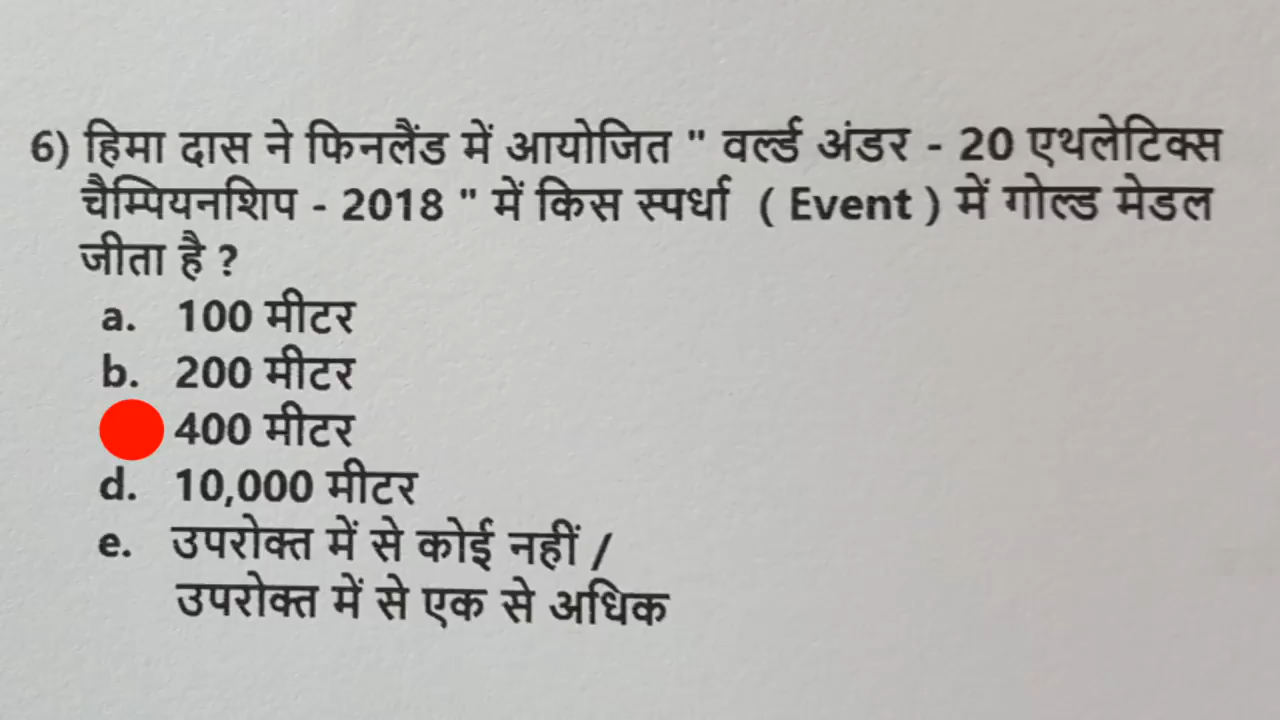 6) हिमा दास ने फिनलैंड में आयोजित " वर्ल्ड अंडर - 20 एथलेटिक्स
चैम्पियनशिप - 2018 " में किस स्पर्धा ( Event ) में गोल्ड मेडल
जीता है ?
a. 100 मीटर
b. 200 मीटर
400 मीटर
d. 10,000 मीटर
e. उपरोक्त में से कोई नहीं /
उपरोक्त में से एक से अधिक